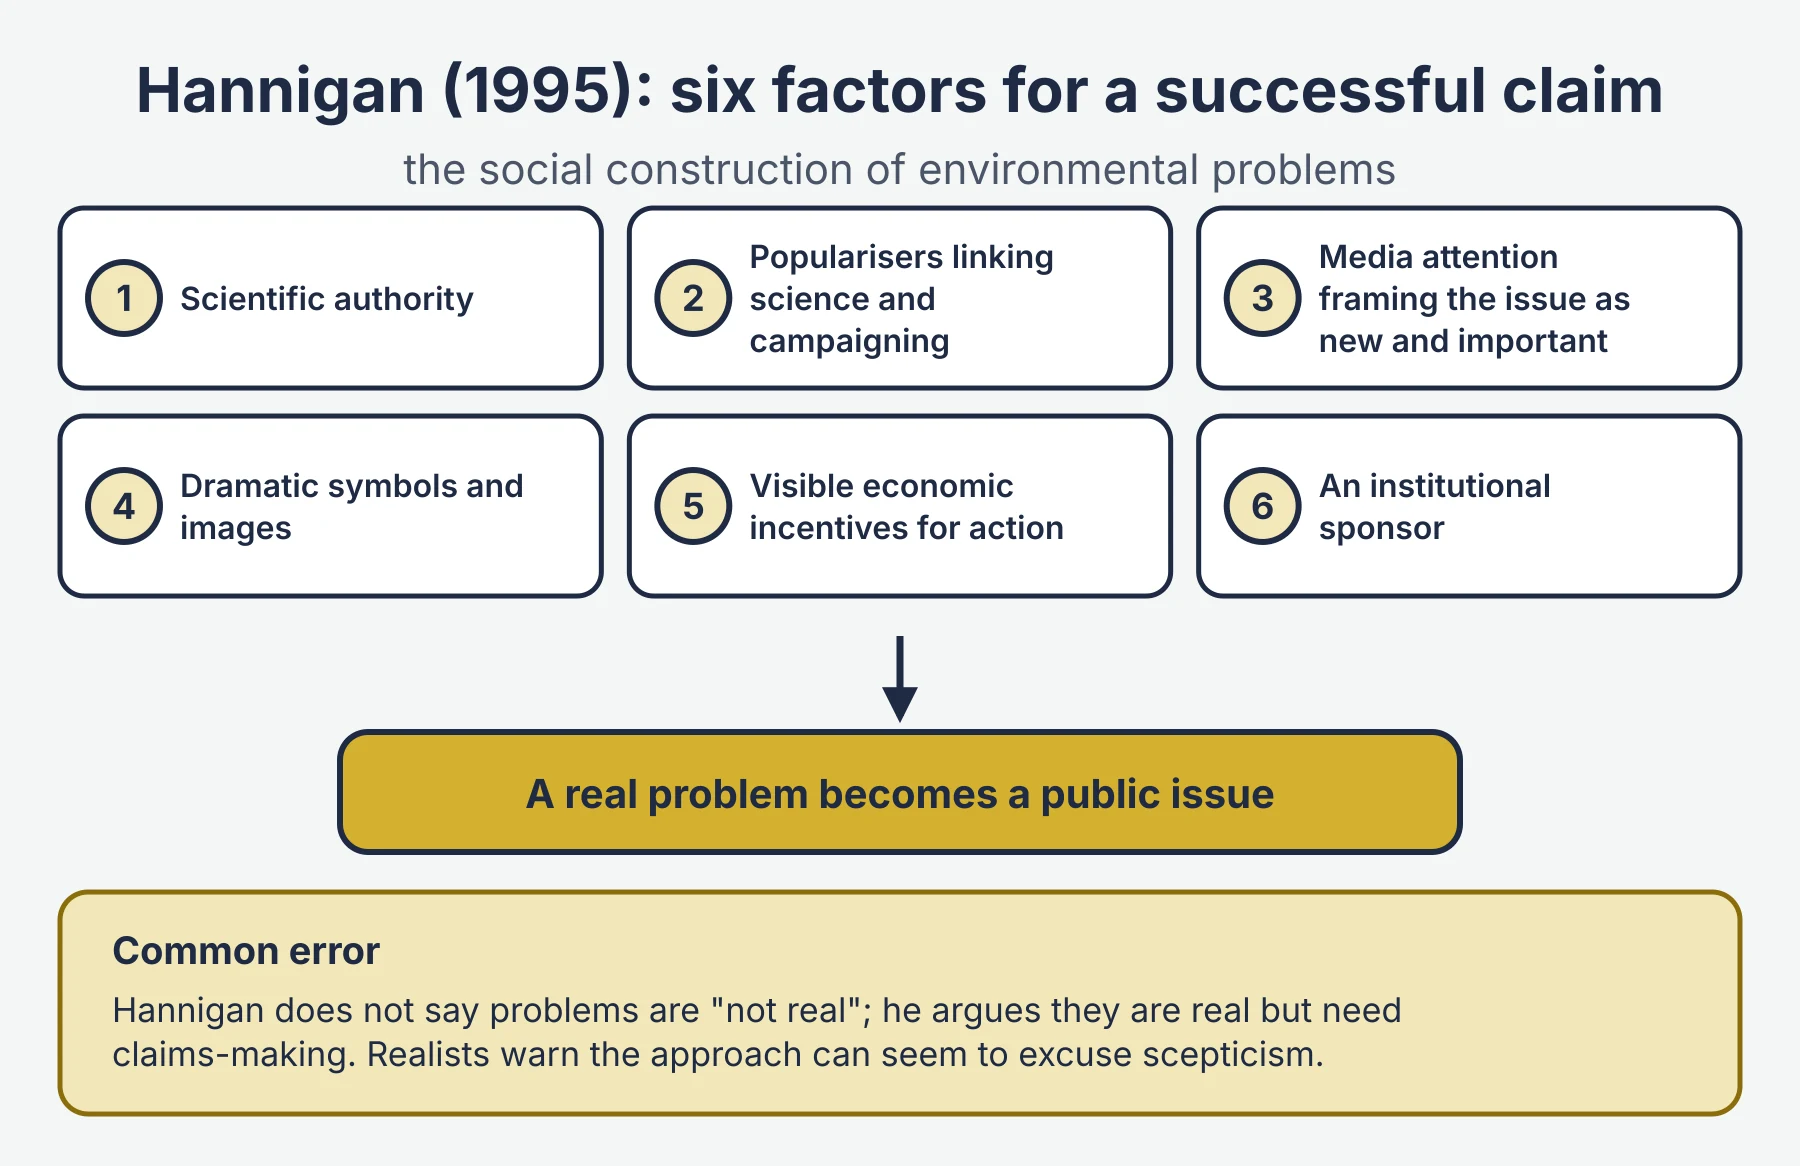 Hannigan (1995): six factors for a successful claim
the social construction of environmental problems
1
Scientific authority
2
Popularisers linking
science and
campaigning
3
Media attention
framing the issue as
new and important
4
Dramatic symbols and
images
5
Visible economic
incentives for action
6
An institutional
sponsor
A real problem becomes a public issue
Common error
Hannigan does not say problems are "not real"; he argues they are real but need
claims-making. Realists warn the approach can seem to excuse scepticism.